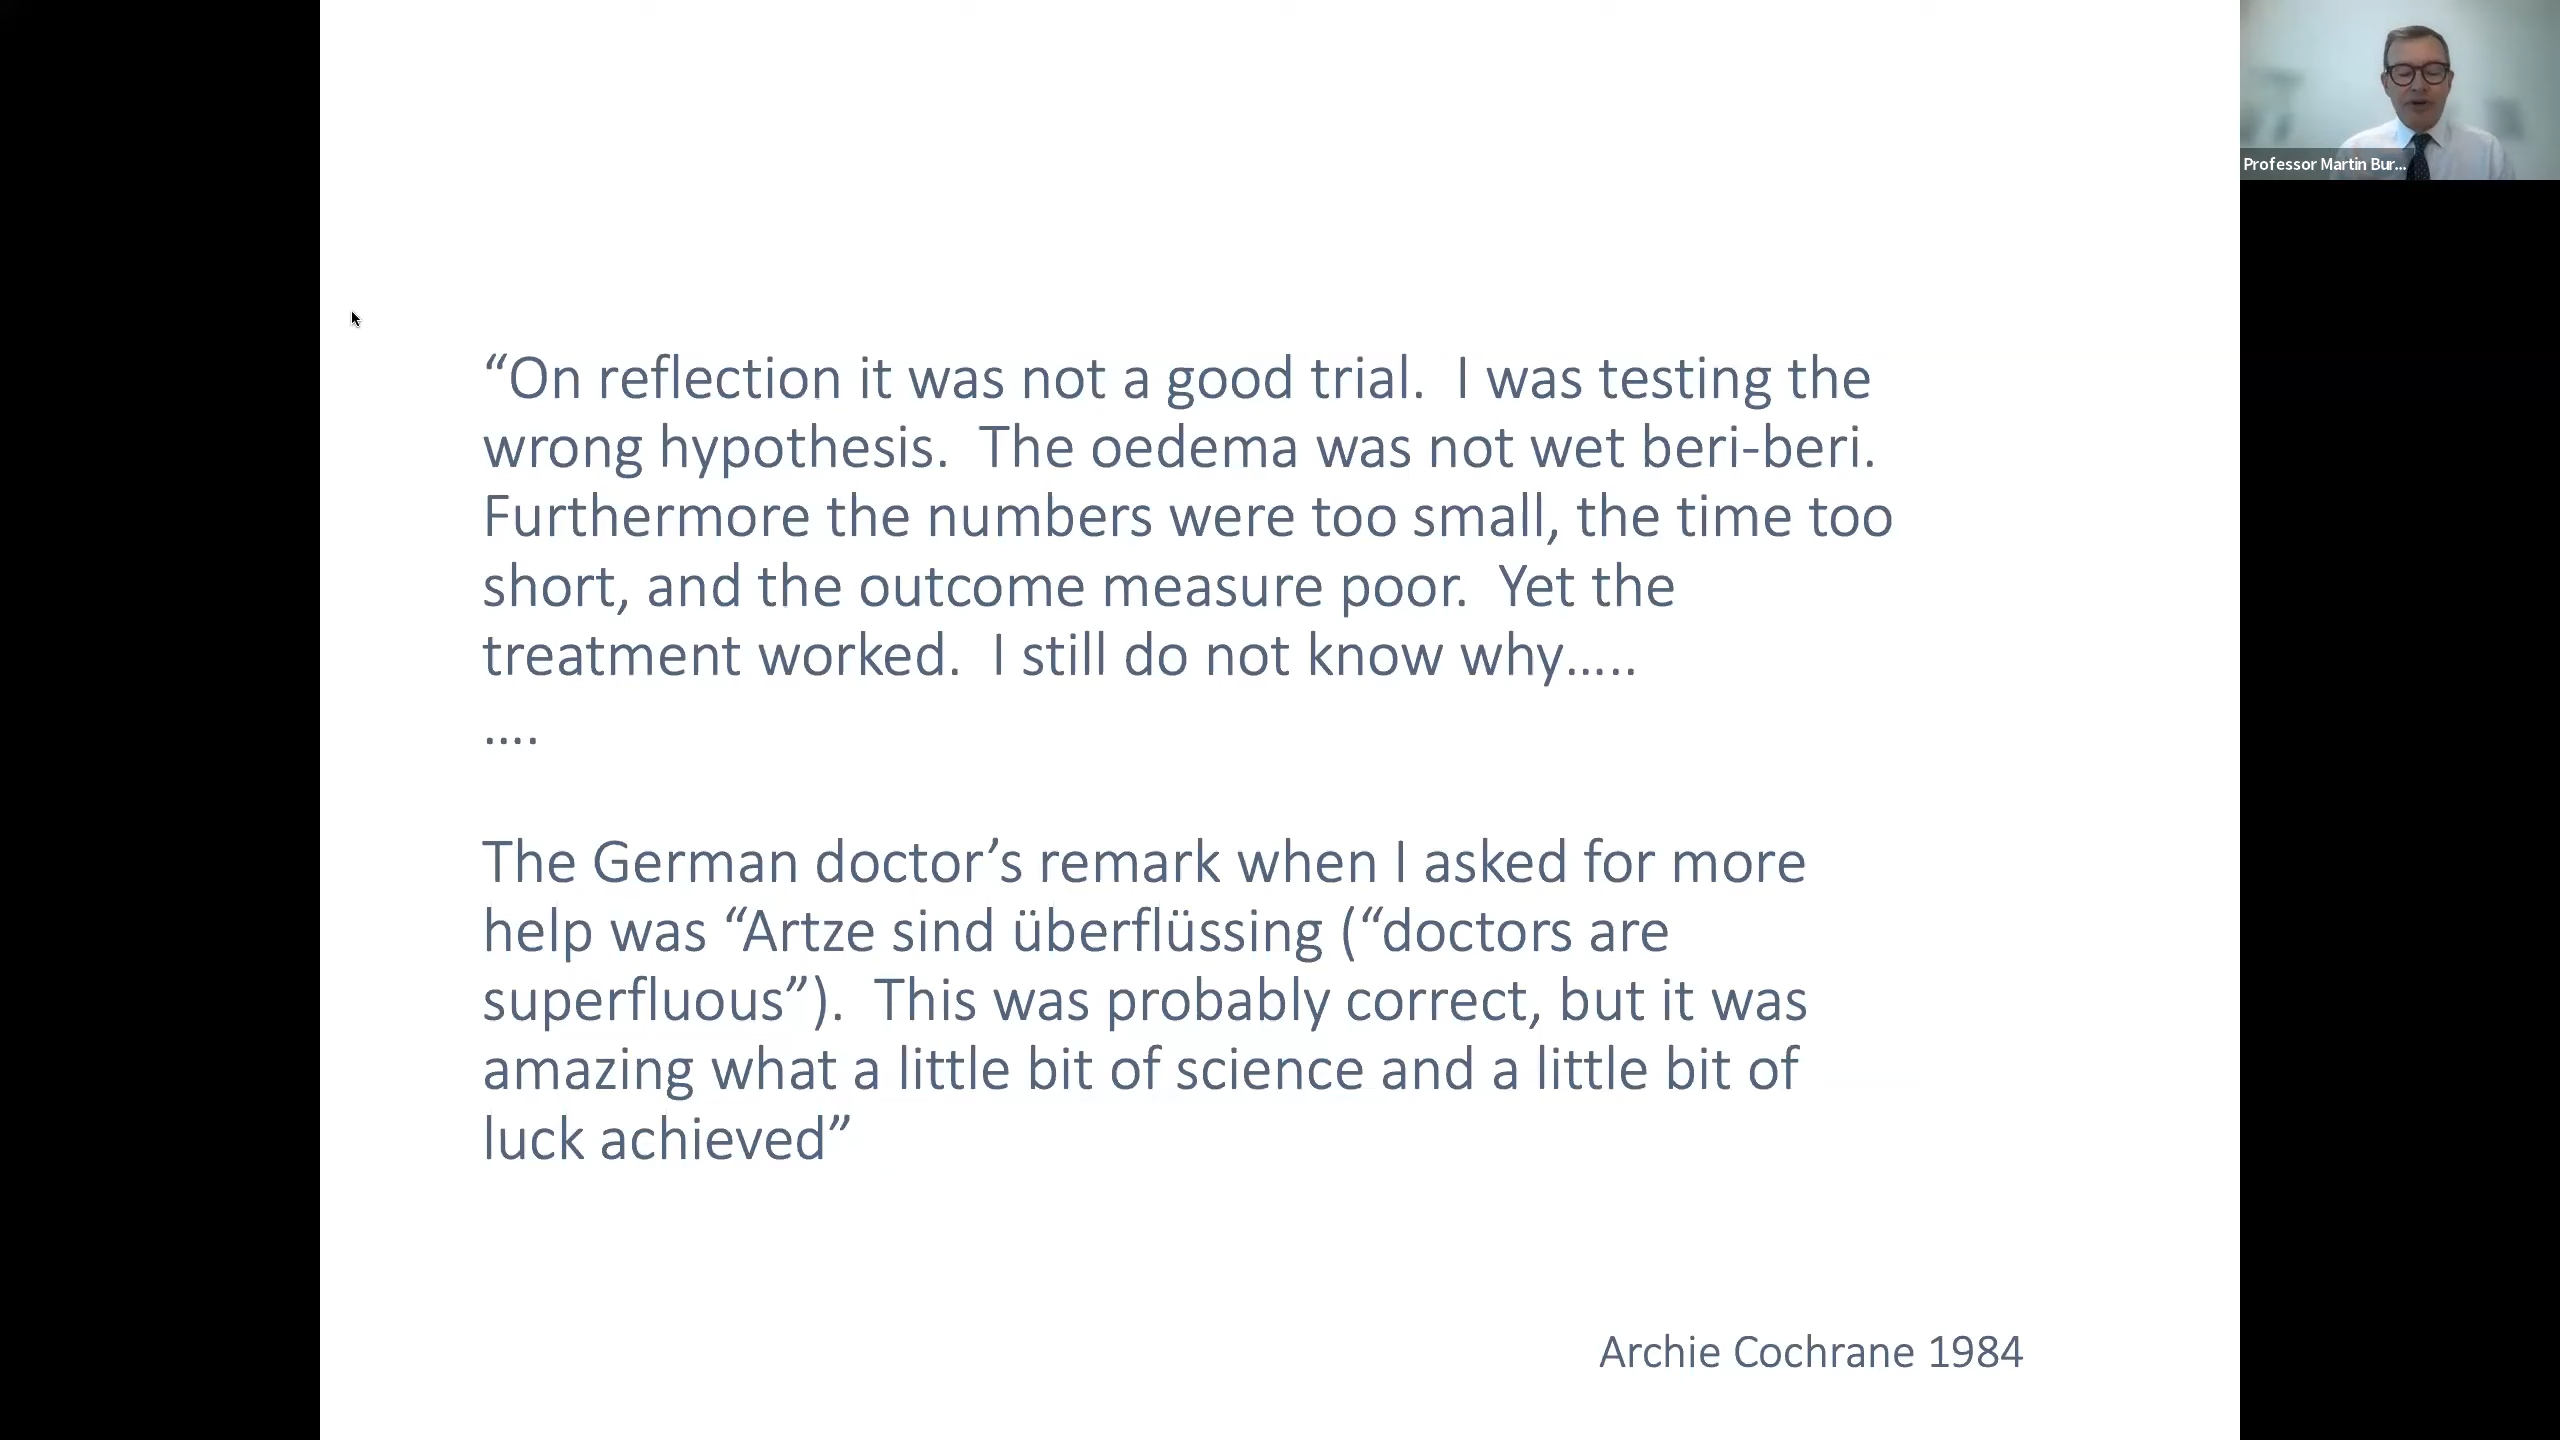 “On reflection it was not a good trial.  I was testing the
wrong hypothesis.  The oedema was not wet beri-beri.
Furthermore the numbers were too small, the time too
short, and the outcome measure poor.  Yet the
treatment worked.  I still do not know why…..
….
The German doctor’s remark when I asked for more
help was “Artze sind überflüssing (“doctors are
superfluous”).  This was probably correct, but it was
amazing what a little bit of science and a little bit of
luck achieved”
Archie Cochrane 1984
Professor Martin Bur...